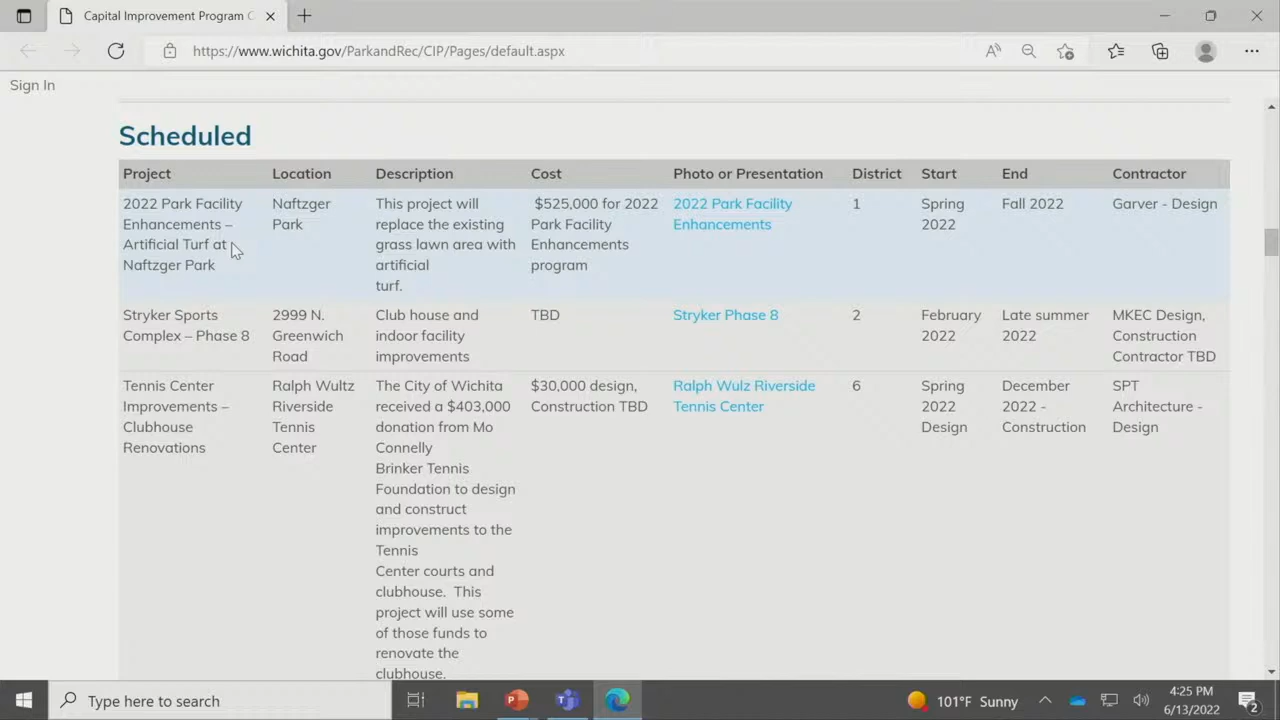 Capital Improvement Program C
https://www.wichita.gov/ParkandRec/CIP/Pages/default.aspx
Sign In
Scheduled
Project Location Description Cost Photo or Presentation District Start End Contractor
2022 Park Facility
Enhancements –
Artificial Turf at
Naftzger Park
Naftzger
Park
This project will
replace the existing
grass lawn area with
artificial
turf.
$525,000 for 2022
Park Facility
Enhancements
program
2022 Park Facility
Enhancements
1
Spring
2022
Fall 2022
Garver - Design
Stryker Sports
Complex – Phase 8
2999 N.
Greenwich
Road
Club house and
indoor facility
improvements
TBD
Stryker Phase 8
2
February
2022
Late summer
2022
MKEC Design,
Construction
Contractor TBD
Tennis Center
Improvements –
Clubhouse
Renovations
Ralph Wultz
Riverside
Tennis
Center
The City of Wichita
received a $403,000
donation from Mo
Connelly
Brinker Tennis
Foundation to design
and construct
improvements to the
Tennis
Center courts and
clubhouse. This
project will use some
of those funds to
renovate the
clubhouse.
$30,000 design,
Construction TBD
Ralph Wulz Riverside
Tennis Center
6
Spring
2022
Design
December
2022 -
Construction
SPT
Architecture -
Design
Type here to search
101°F Sunny
4:25 PM
6/13/2022
2